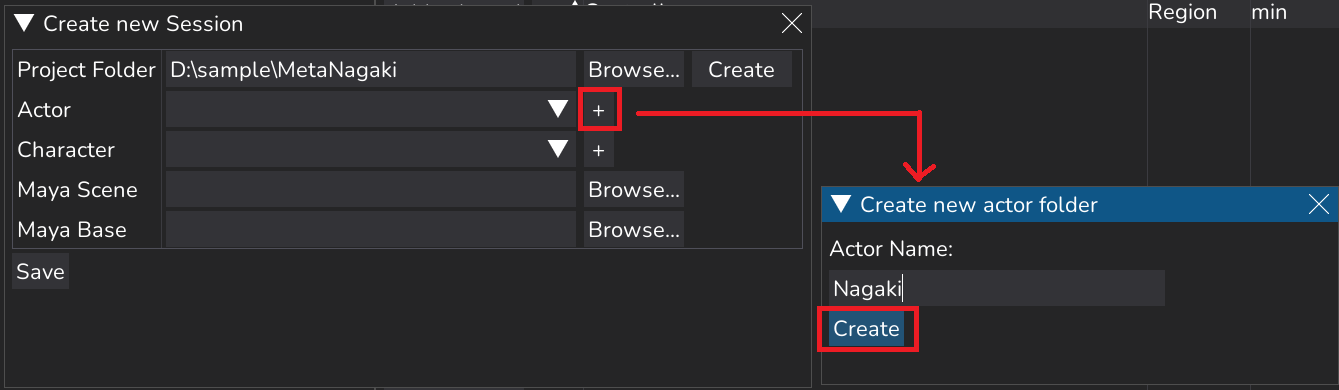 Create new Session
Region min
Project Folder D:\sample\MetaNagaki Browse... Create
Actor +
Character +
Maya Scene Browse...
Maya Base Browse...
Save
Create new actor folder
Actor Name:
Nagaki
Create